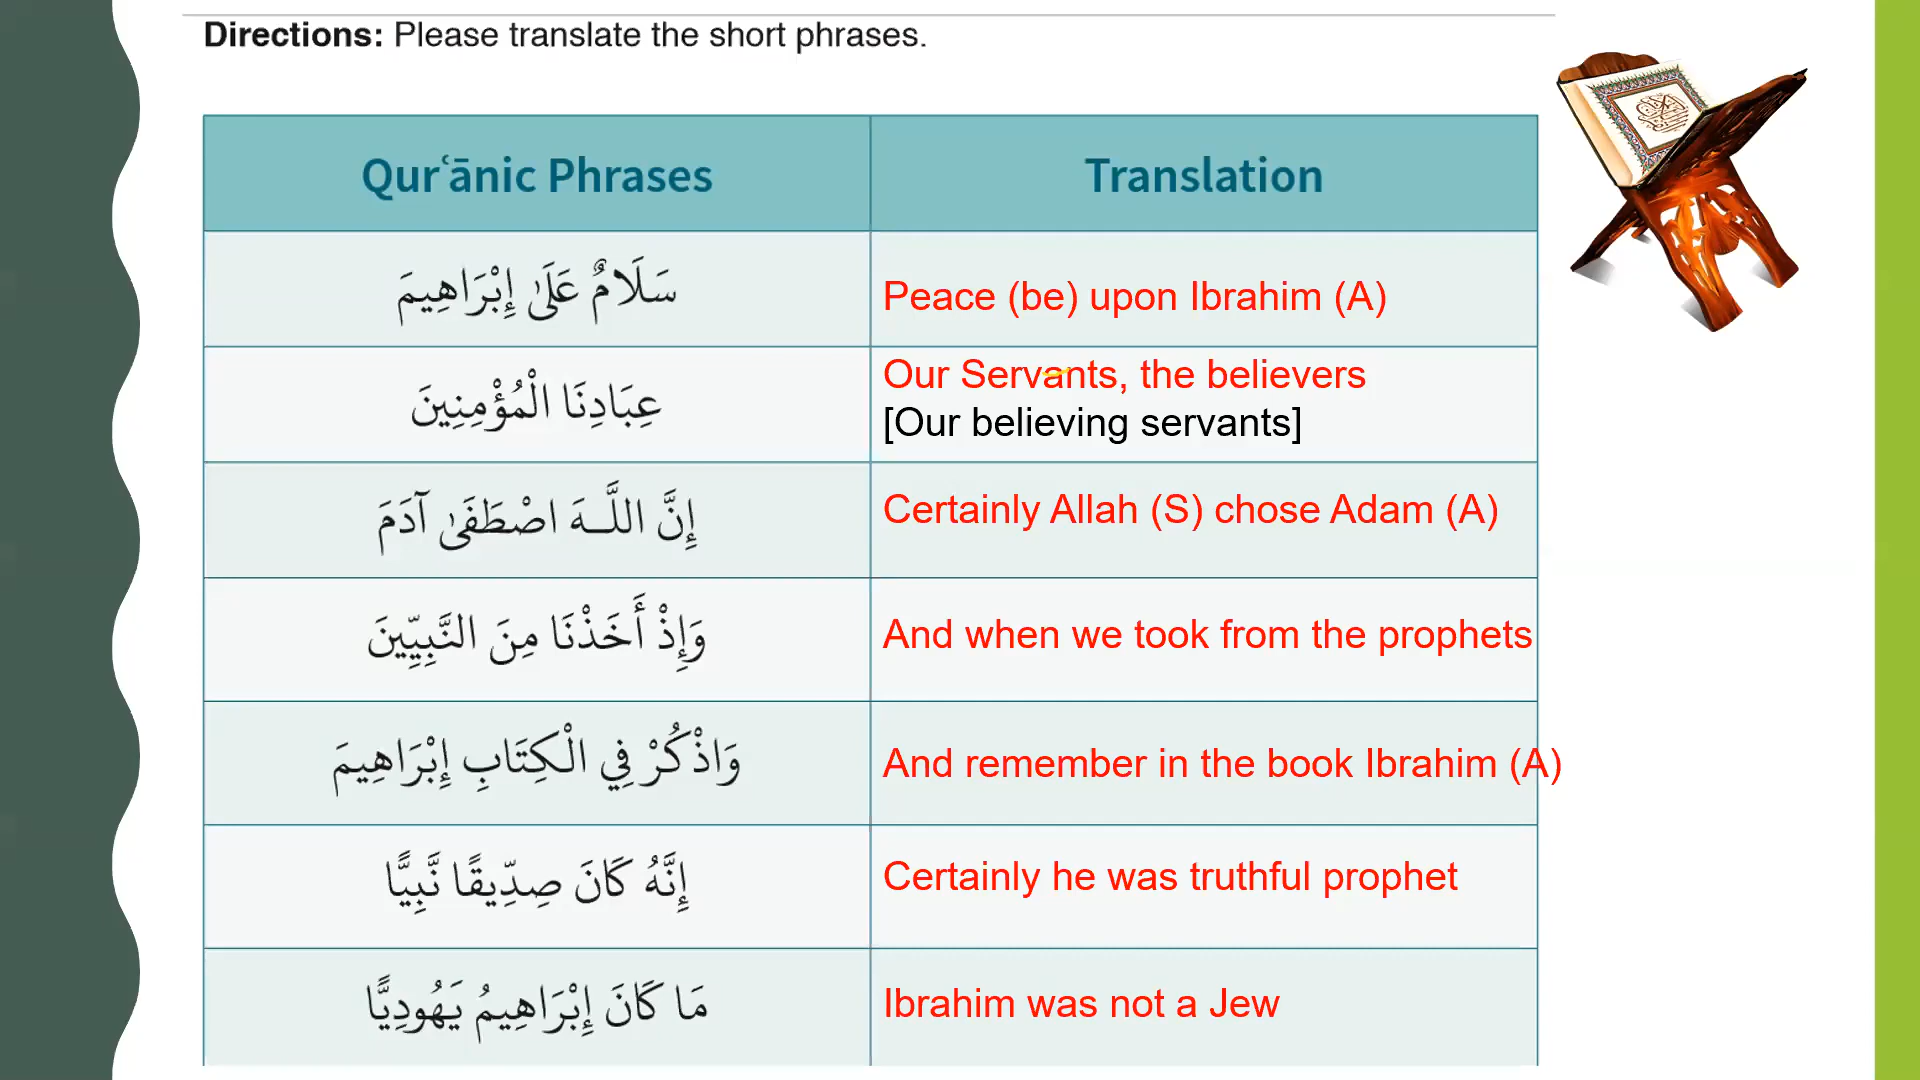 Directions: Please translate the short phrases.
Qurʿānic Phrases
Translation
سَلَامٌ عَلَىٰ إِبْرَاهِيمَ
Peace (be) upon Ibrahim (A)
عِبَادِنَا الْمُؤْمِنِينَ
Our Servants, the believers
[Our believing servants]
إِنَّ اللَّـهَ اصْطَفَىٰ آدَمَ
Certainly Allah (S) chose Adam (A)
وَإِذْ أَخَذْنَا مِنَ النَّبِيِّينَ
And when we took from the prophets
وَاذْكُرْ فِي الْكِتَابِ إِبْرَاهِيمَ
And remember in the book Ibrahim (A)
إِنَّهُ كَانَ صِدِّيقًا نَّبِيًّا
Certainly he was truthful prophet
مَا كَانَ إِبْرَاهِيمُ يَهُودِيًّا
Ibrahim was not a Jew